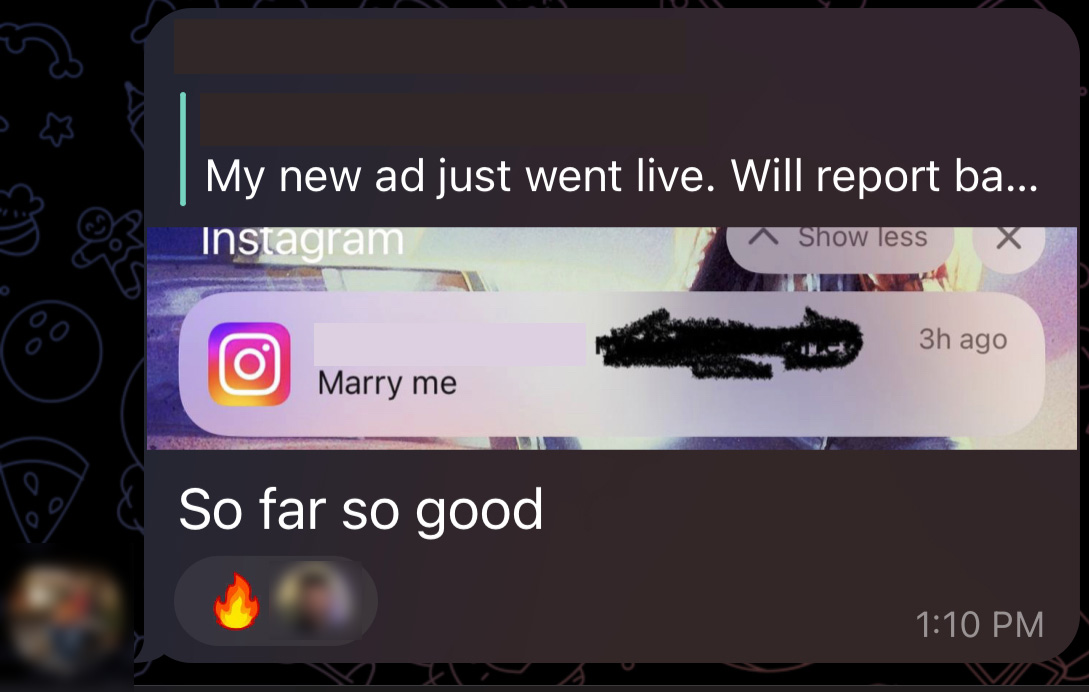 My new ad just went live. Will report ba...
Instagram
Show less
3h ago
Marry me
So far so good
1:10 PM